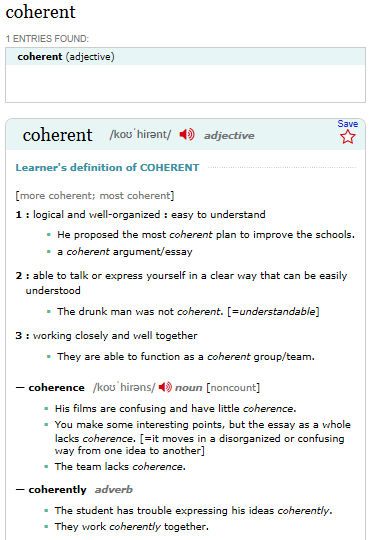 coherent
1 ENTRIES FOUND:
coherent (adjective)
Save
coherent /koʊˈhirənt/ adjective
Learner's definition of COHERENT
[more coherent; most coherent]
1 : logical and well-organized : easy to understand
He proposed the most coherent plan to improve the schools.
a coherent argument/essay
2 : able to talk or express yourself in a clear way that can be easily
understood
The drunk man was not coherent. [=understandable]
3 : working closely and well together
They are able to function as a coherent group/team.
— coherence /koʊˈhirəns/ noun [noncount]
His films are confusing and have little coherence.
You make some interesting points, but the essay as a whole
lacks coherence. [=it moves in a disorganized or confusing
way from one idea to another]
The team lacks coherence.
— coherently adverb
The student has trouble expressing his ideas coherently.
They work coherently together.